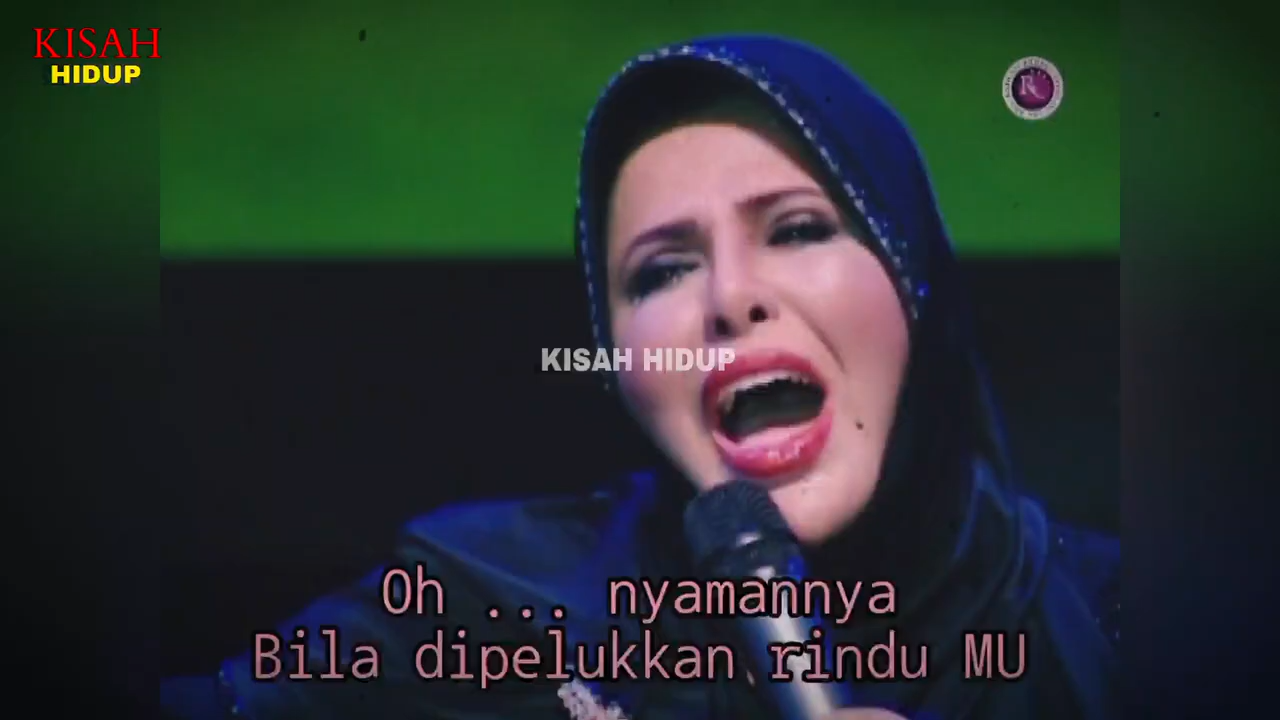 KISAH
HIDUP
KISAH HIDUP
Oh ... nyamannya
Bila dipelukkan rindu MU